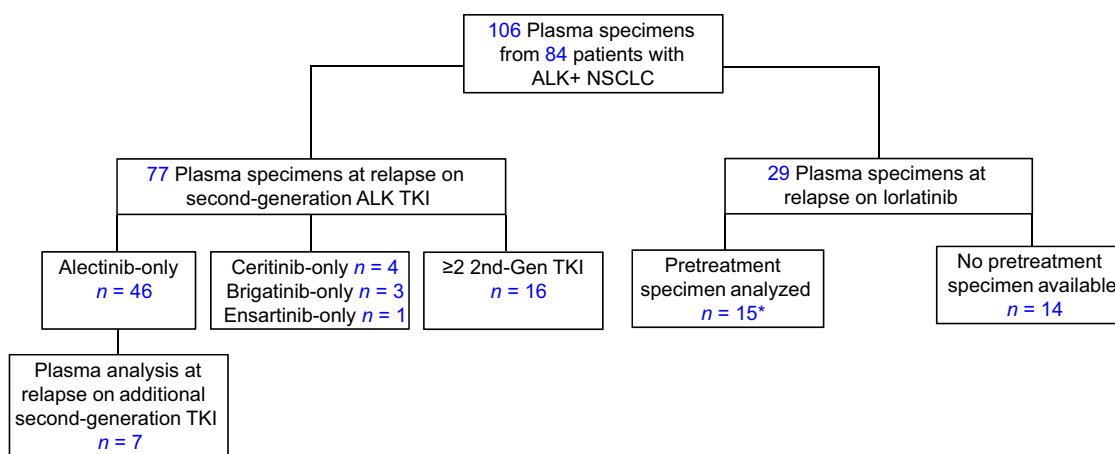 106 Plasma specimens
from 84 patients with
ALK+ NSCLC
77 Plasma specimens at relapse on
second-generation ALK TKI
29 Plasma specimens at
relapse on lorlatinib
Alectinib-only
n = 46
Ceritinib-only n = 4
Brigatinib-only n = 3
Ensartinib-only n = 1
≥2 2nd-Gen TKI
n = 16
Pretreatment
specimen analyzed
n = 15*
No pretreatment
specimen available
n = 14
Plasma analysis at
relapse on additional
second-generation TKI
n = 7